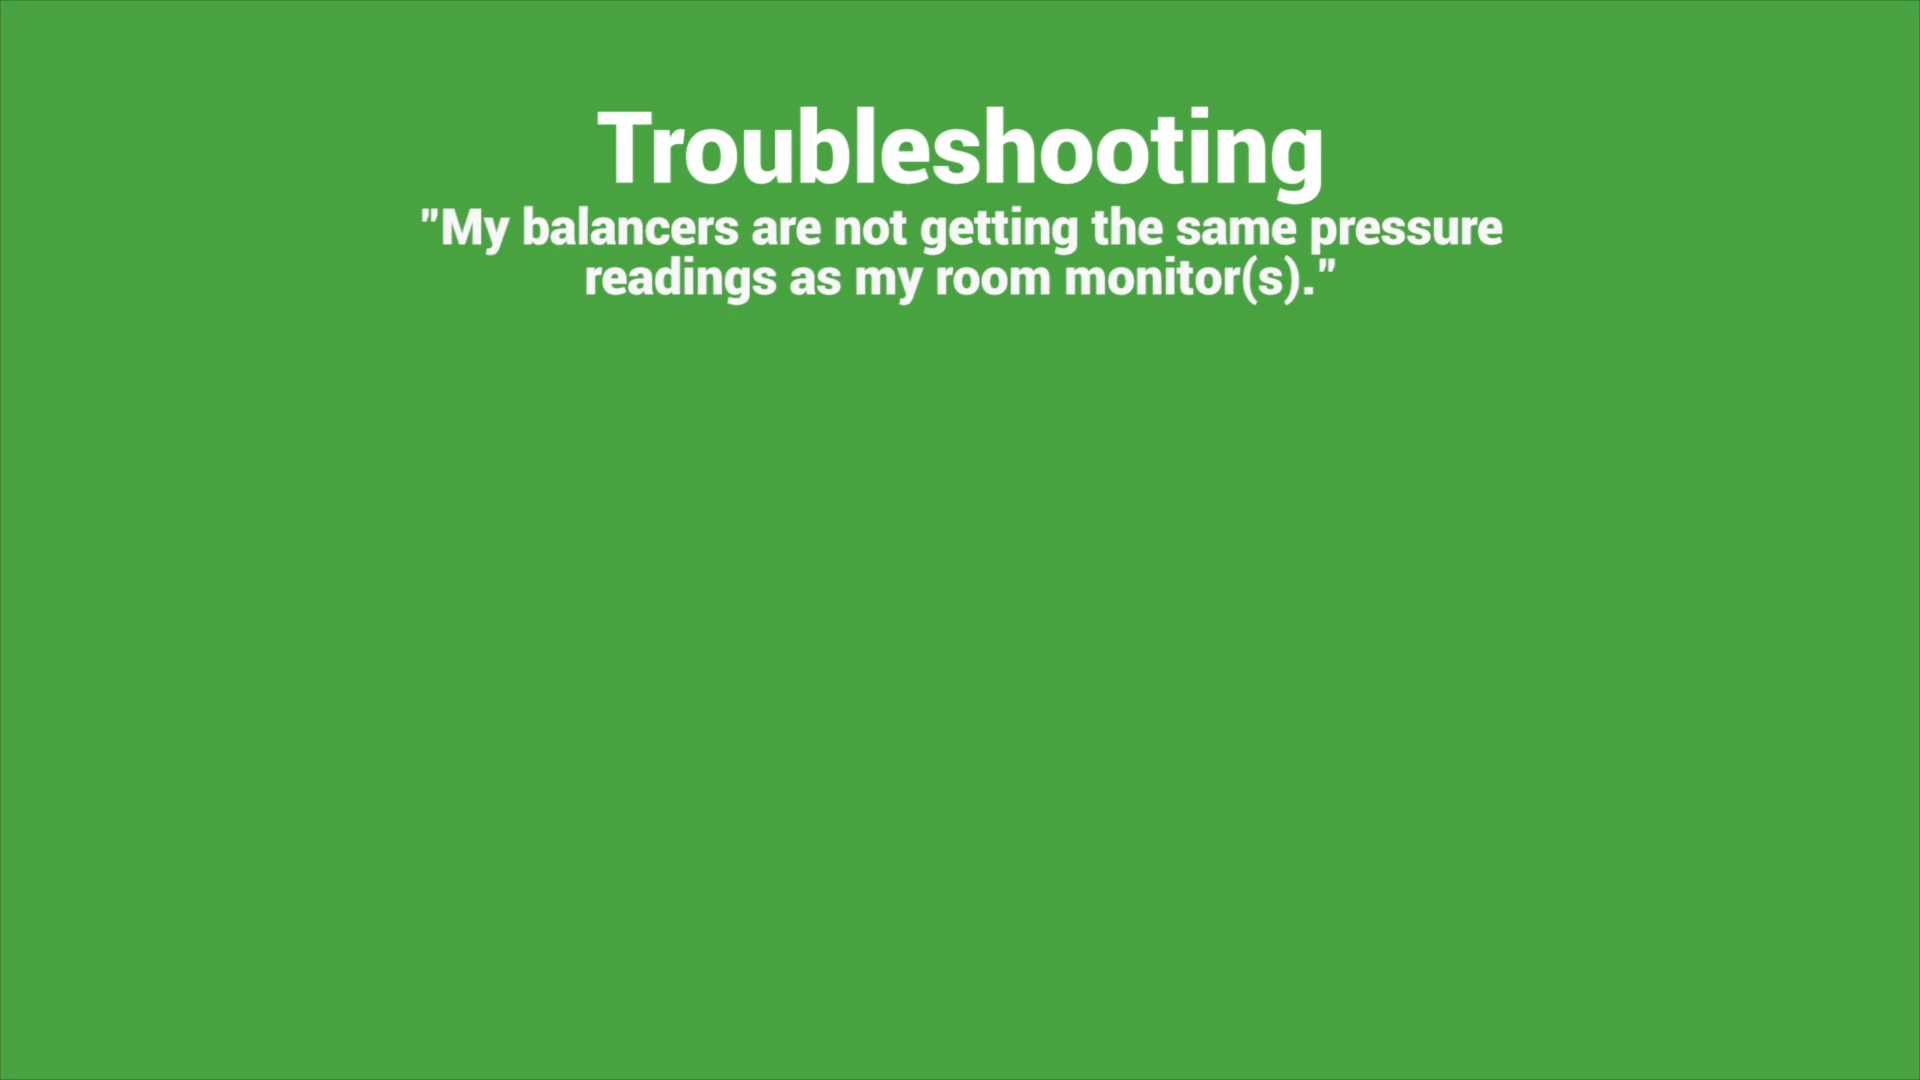 Troubleshooting
"My balancers are not getting the same pressure
readings as my room monitor(s)."